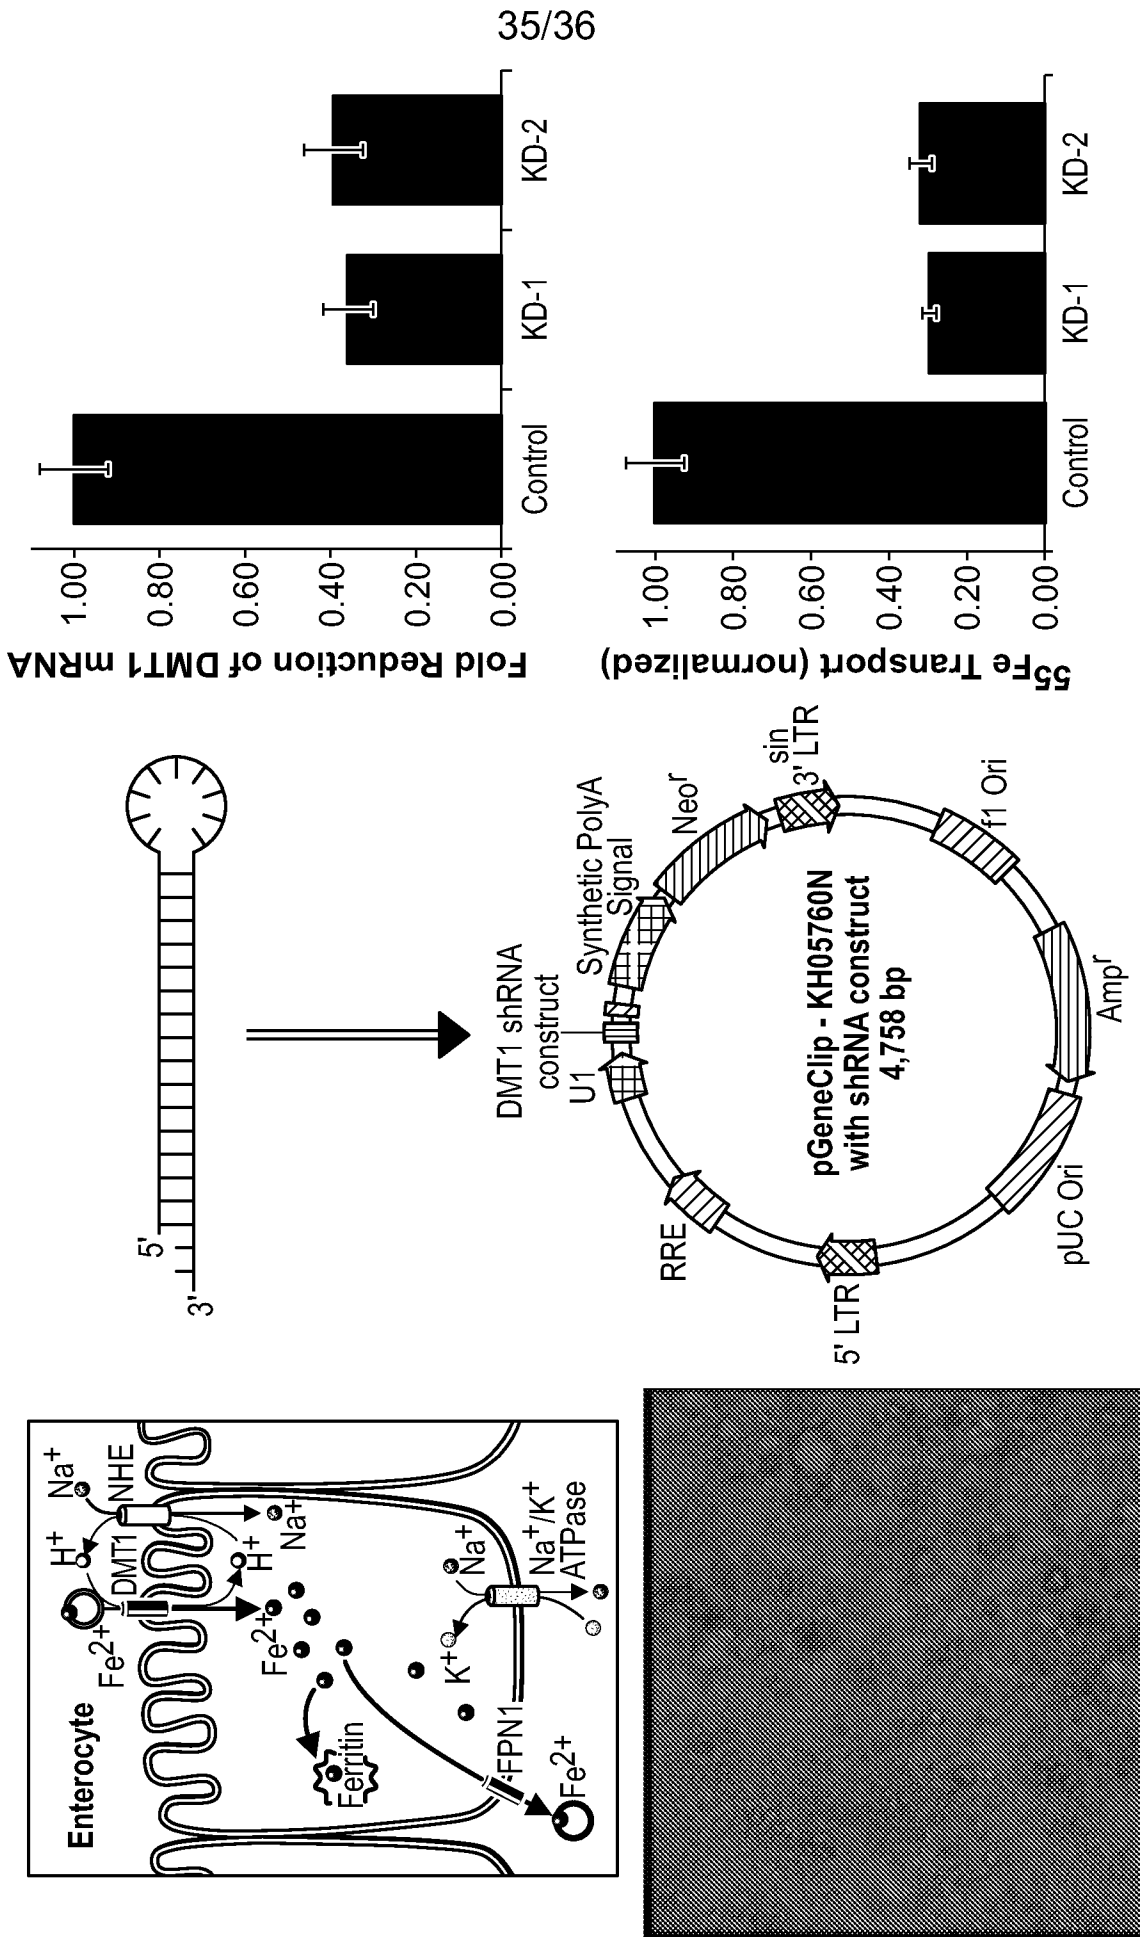 35/36
Enterocyte
Fe2+
DMT1
H+
Na+
NHE
Fe2+
H+
Na+
Ferritin
FPN1
Fe2+
K+
Na+
Na+/K+
ATPase
5'
3'
DMT1 shRNA
construct
U1
Synthetic PolyA
Signal
Neor
sin
3' LTR
f1 Ori
Ampr
pUC Ori
5' LTR
RRE
pGeneClip - KH05760N
with shRNA construct
4,758 bp
Fold Reduction of DMT1 mRNA
1.00
0.80
0.60
0.40
0.20
0.00
Control
KD-1
KD-2
55Fe Transport (normalized)
1.00
0.80
0.60
0.40
0.20
0.00
Control
KD-1
KD-2